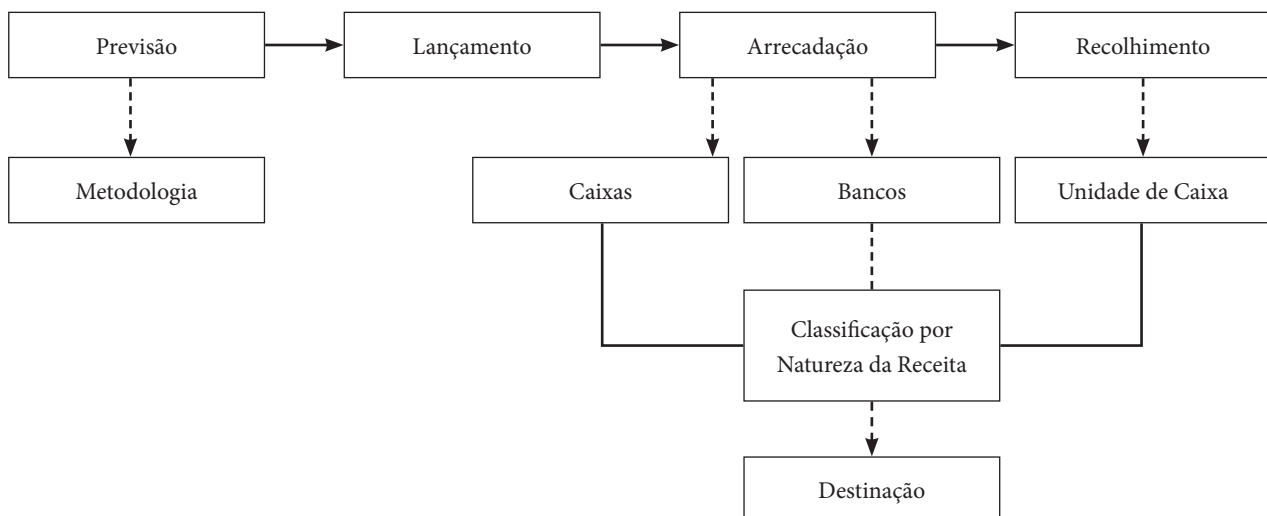 Previsão
Lançamento
Arrecadação
Recolhimento
Metodologia
Caixas
Bancos
Unidade de Caixa
Classificação por
Natureza da Receita
Destinação